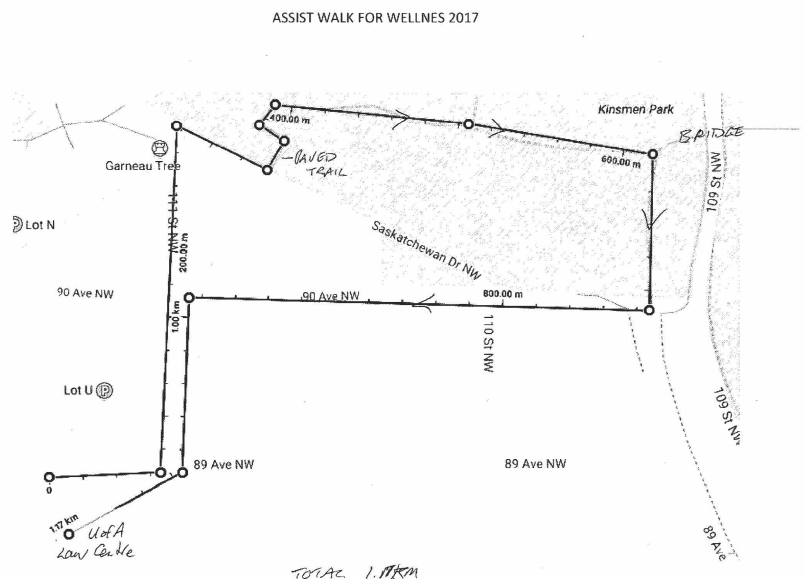 ASSIST WALK FOR WELLNES 2017
400.00 m
Kinsmen Park
BRIDGE
600.00 m
Garneau Tree
PAVED
TRAIL
111 St NW
109 St NW
Lot N
Saskatchewan Dr NW
200.00 m
90 Ave NW
90 Ave NW
800.00 m
1.00 km
110 St NW
Lot U
109 St NW
89 Ave NW
89 Ave NW
0
1.17 km
U of A
Law Centre
89 Ave
TOTAL 1.17KM